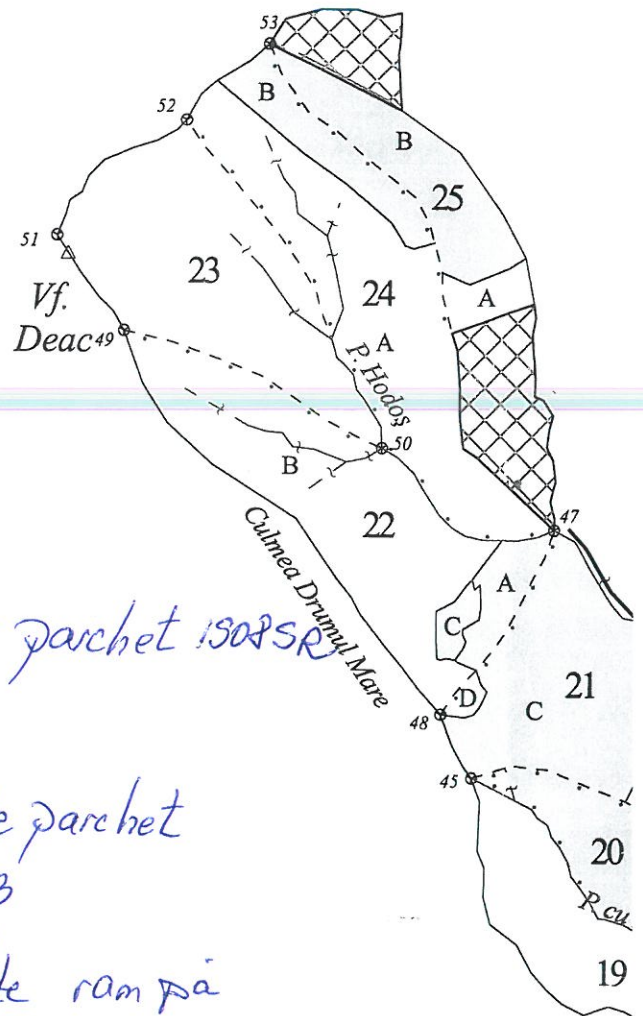 53
B
52
B
25
51
23
24
A
Vf.
Deac
49
A
P. Hodoş
50
B
22
47
Culmea Drumul Mare
A
C
parchet 1508SR
21
D
C
48
45
parchet
20
P. cu
rampă
19